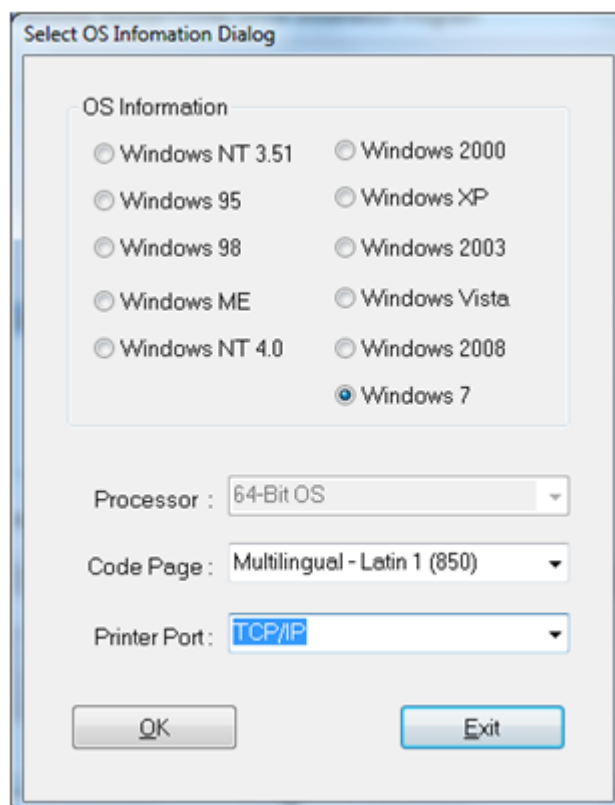 Select OS Infomation Dialog
OS Information
Windows NT 3.51
Windows 95
Windows 98
Windows ME
Windows NT 4.0
Windows 2000
Windows XP
Windows 2003
Windows Vista
Windows 2008
Windows 7
Processor : 64-Bit OS
Code Page : Multilingual - Latin 1 (850)
Printer Port : TCP/IP
OK Exit